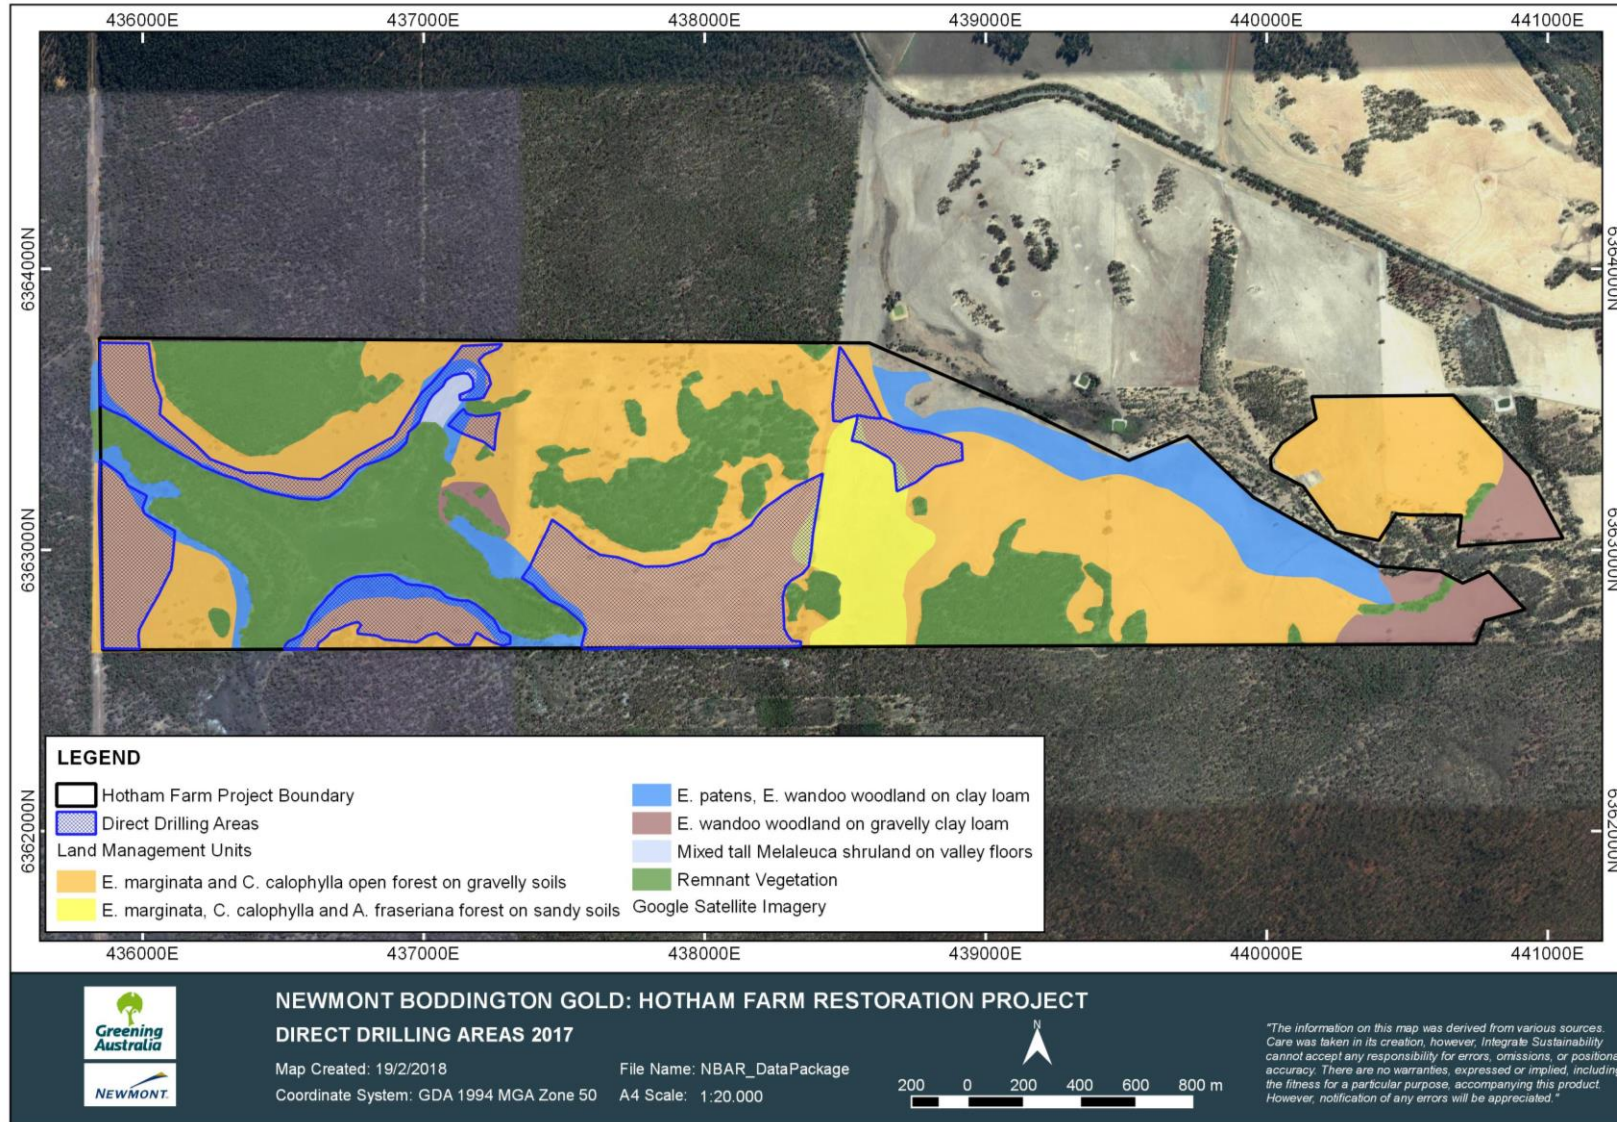 436000E 437000E 438000E 439000E 440000E 441000E
6364000N
6364000N
6363000N
6363000N
6362000N
6362000N
LEGEND
Hotham Farm Project Boundary
Direct Drilling Areas
Land Management Units
E. marginata and C. calophylla open forest on gravelly soils
E. marginata, C. calophylla and A. fraseriana forest on sandy soils
E. patens, E. wandoo woodland on clay loam
E. wandoo woodland on gravelly clay loam
Mixed tall Melaleuca shruland on valley floors
Remnant Vegetation
Google Satellite Imagery
436000E 437000E 438000E 439000E 440000E 441000E
Greening
Australia
NEWMONT.
NEWMONT BODDINGTON GOLD: HOTHAM FARM RESTORATION PROJECT
DIRECT DRILLING AREAS 2017
Map Created: 19/2/2018
Coordinate System: GDA 1994 MGA Zone 50
File Name: NBAR_DataPackage
A4 Scale: 1:20.000
N
200 0 200 400 600 800 m
"The information on this map was derived from various sources.
Care was taken in its creation, however, Integrate Sustainability
cannot accept any responsibility for errors, omissions, or positional
accuracy. There are no warranties, expressed or implied, including
the fitness for a particular purpose, accompanying this product.
However, notification of any errors will be appreciated."